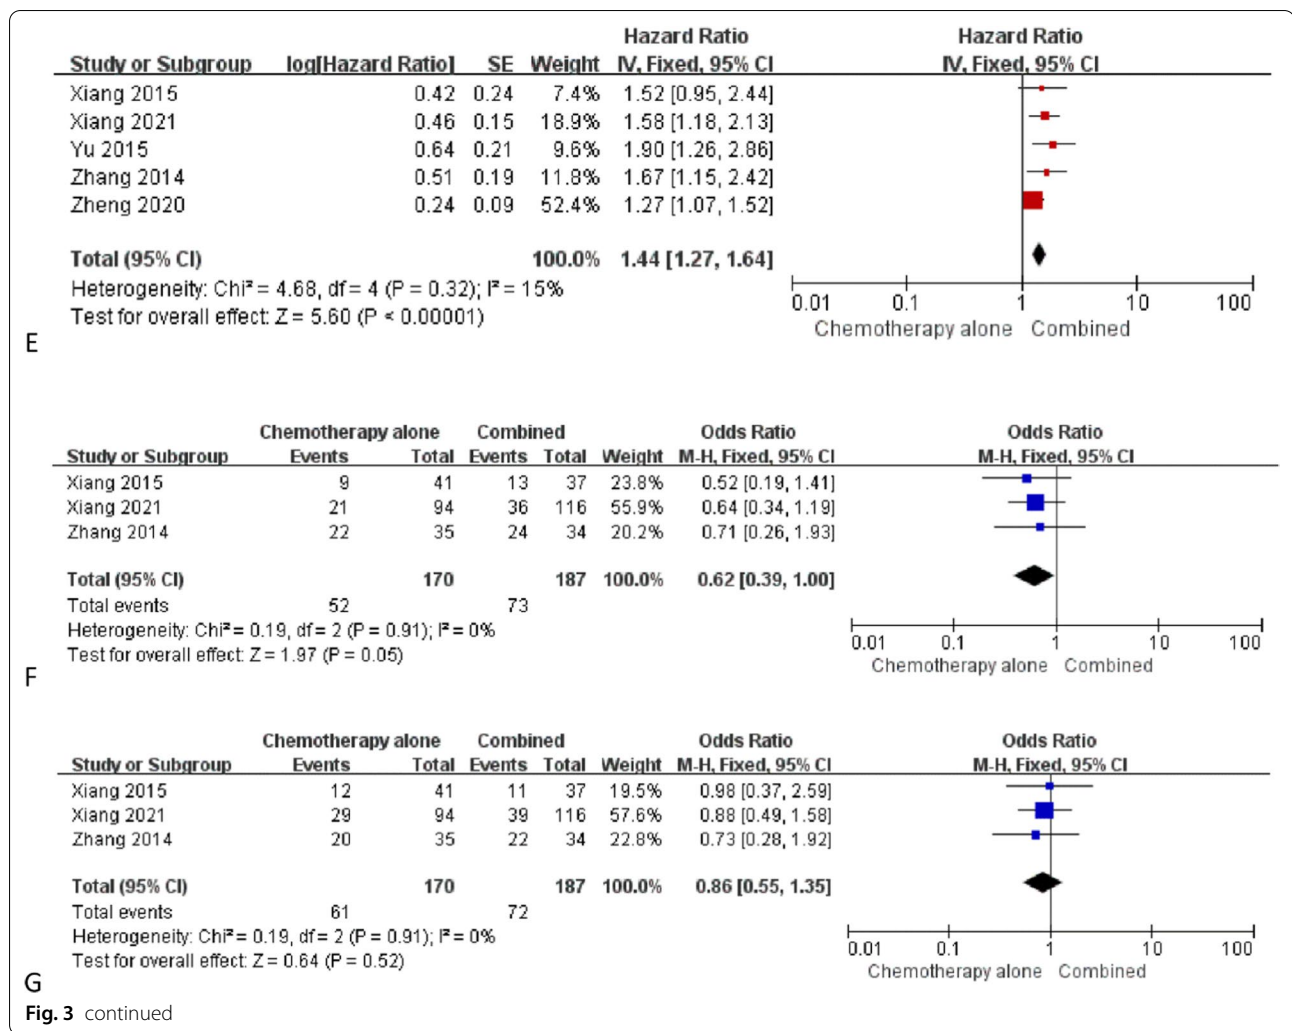 Hazard Ratio Hazard Ratio
Study or Subgroup log[Hazard Ratio] SE Weight IV, Fixed, 95% CI IV, Fixed, 95% CI
Xiang 2015 0.42 0.24 7.4% 1.52 [0.95, 2.44]
Xiang 2021 0.46 0.15 18.9% 1.58 [1.18, 2.13]
Yu 2015 0.64 0.21 9.6% 1.90 [1.26, 2.86]
Zhang 2014 0.51 0.19 11.8% 1.67 [1.15, 2.42]
Zheng 2020 0.24 0.09 52.4% 1.27 [1.07, 1.52]
Total (95% CI) 100.0% 1.44 [1.27, 1.64]
Heterogeneity: Chi² = 4.68, df = 4 (P = 0.32); I² = 15%
Test for overall effect: Z = 5.60 (P < 0.00001)
0.01 0.1 1 10 100
Chemotherapy alone Combined
E
Chemotherapy alone Combined Odds Ratio Odds Ratio
Study or Subgroup Events Total Events Total Weight M-H, Fixed, 95% CI M-H, Fixed, 95% CI
Xiang 2015 9 41 13 37 23.8% 0.52 [0.19, 1.41]
Xiang 2021 21 94 36 116 55.9% 0.64 [0.34, 1.19]
Zhang 2014 22 35 24 34 20.2% 0.71 [0.26, 1.93]
Total (95% CI) 170 187 100.0% 0.62 [0.39, 1.00]
Total events 52 73
Heterogeneity: Chi² = 0.19, df = 2 (P = 0.91); I² = 0%
Test for overall effect: Z = 1.97 (P = 0.05)
0.01 0.1 1 10 100
Chemotherapy alone Combined
F
Chemotherapy alone Combined Odds Ratio Odds Ratio
Study or Subgroup Events Total Events Total Weight M-H, Fixed, 95% CI M-H, Fixed, 95% CI
Xiang 2015 12 41 11 37 19.5% 0.98 [0.37, 2.59]
Xiang 2021 29 94 39 116 57.6% 0.88 [0.49, 1.58]
Zhang 2014 20 35 22 34 22.8% 0.73 [0.28, 1.92]
Total (95% CI) 170 187 100.0% 0.86 [0.55, 1.35]
Total events 61 72
Heterogeneity: Chi² = 0.19, df = 2 (P = 0.91); I² = 0%
Test for overall effect: Z = 0.64 (P = 0.52)
0.01 0.1 1 10 100
Chemotherapy alone Combined
G
Fig. 3 continued